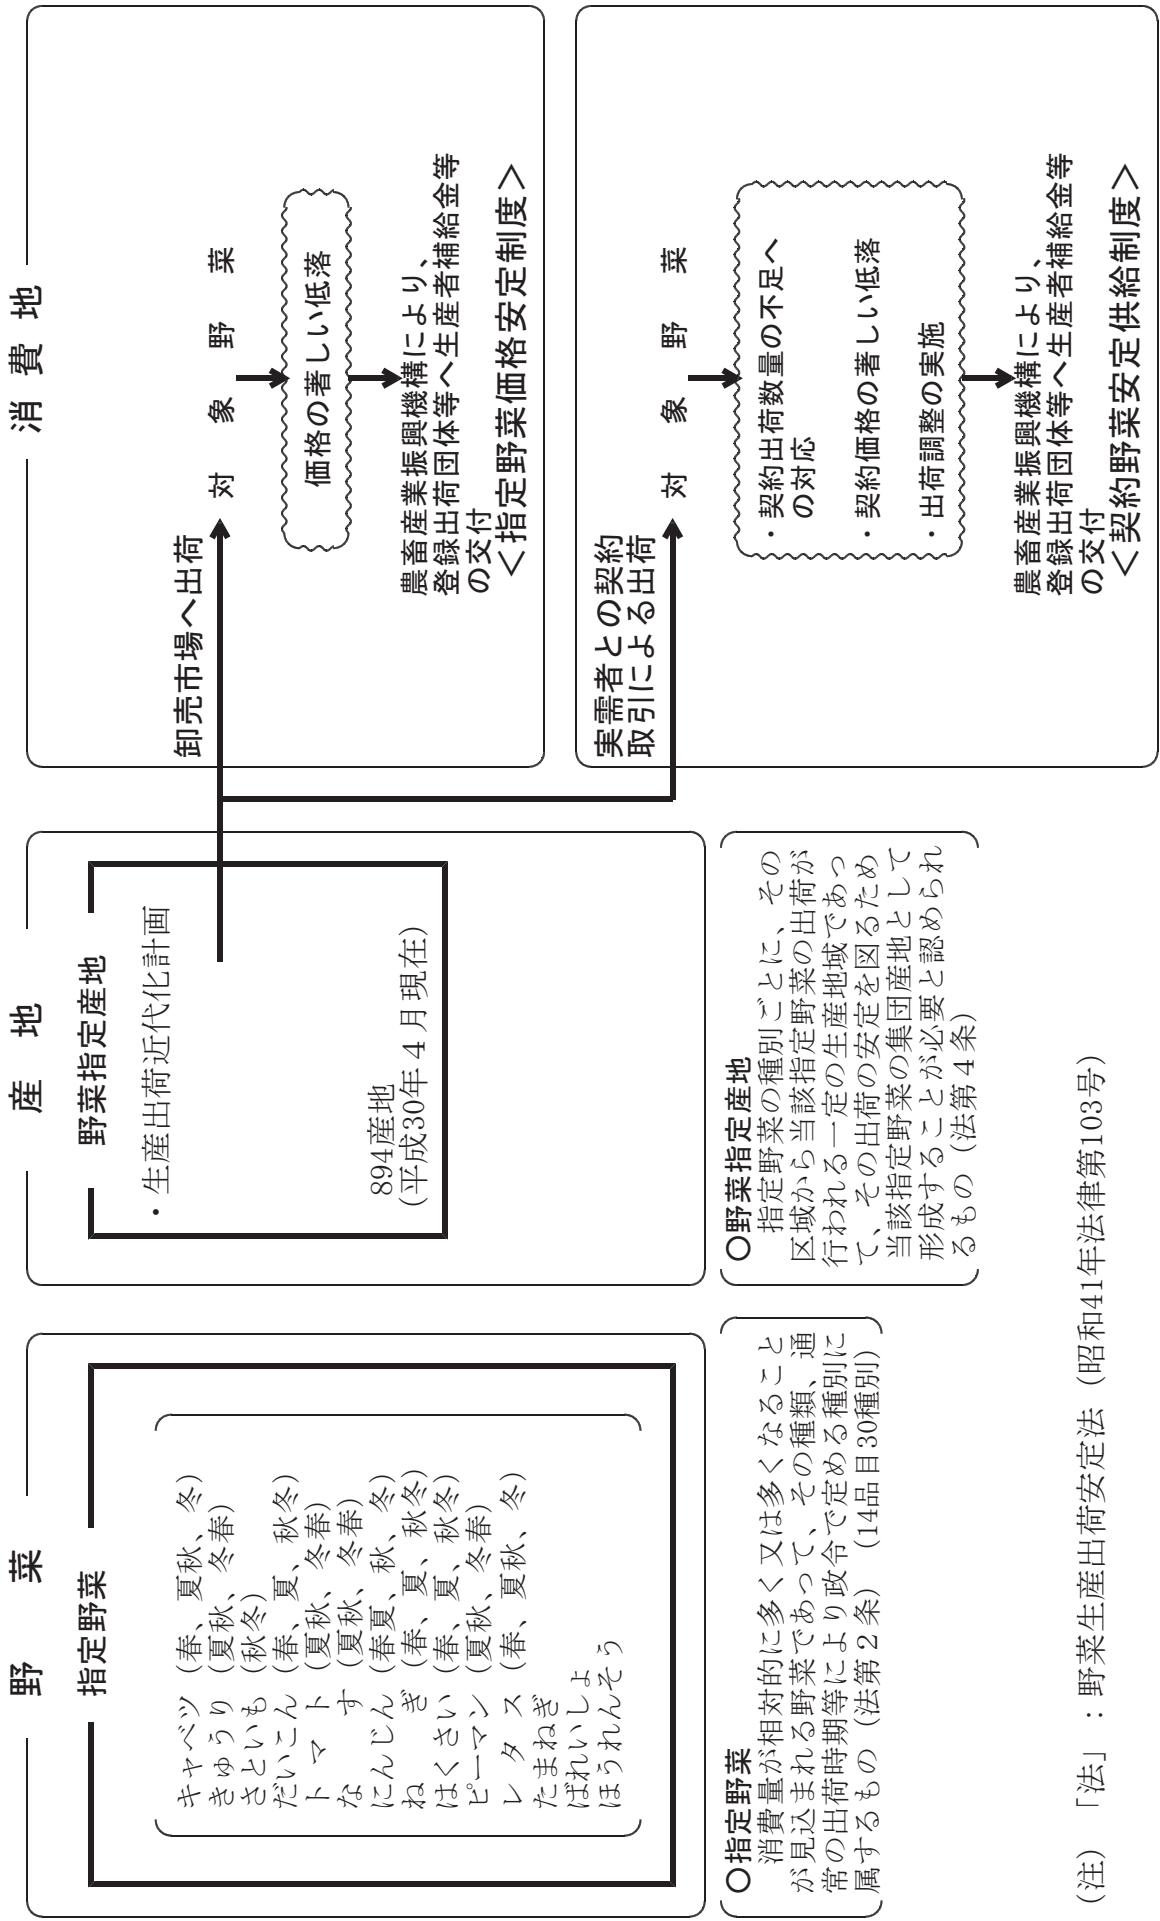 野菜
指定野菜
キャベツ（春、夏秋、冬）
きゅうり（夏秋、冬春）
さといも（秋冬）
だいこん（春、夏、秋冬）
トマト（夏秋、冬春）
なす（夏秋、冬春）
にんじん（春夏、秋、冬）
ねぎ（春、夏、秋冬）
はくさい（春、夏、秋冬）
ピーマン（夏秋、冬春）
レタス（春、夏秋、冬）
たまねぎ
ばれいしょ
ほうれんそう
○指定野菜
消費量が相対的に多く又は多くなること
が見込まれる野菜であって、その種類、通
常の出荷時期等により政令で定める種別に
属するもの（法第２条）（14品目30種別）
産地
野菜指定産地
・生産出荷近代化計画
894産地
（平成30年４月現在）
○野菜指定産地
指定野菜の種別ごとに、その
区域から当該指定野菜の出荷が
行われる一定の生産地域であっ
て、その出荷の安定を図るため
当該指定野菜の集団産地として
形成することが必要と認められ
るもの（法第４条）
消費地
卸売市場へ出荷
対象野菜
価格の著しい低落
農畜産業振興機構により、
登録出荷団体等へ生産者補給金等
の交付
＜指定野菜価格安定制度＞
実需者との契約
取引による出荷
対象野菜
・契約出荷数量の不足へ
の対応
・契約価格の著しい低落
・出荷調整の実施
農畜産業振興機構により、
登録出荷団体等へ生産者補給金等
の交付
＜契約野菜安定供給制度＞
（注）「法」：野菜生産出荷安定法（昭和41年法律第103号）